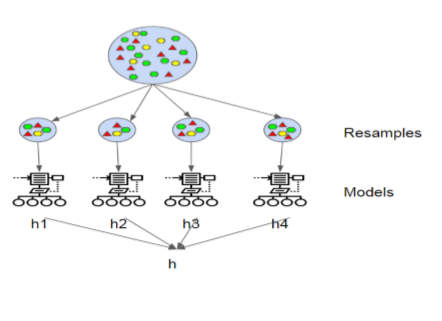 Resamples
Models
h1 h2 h3 h4
h